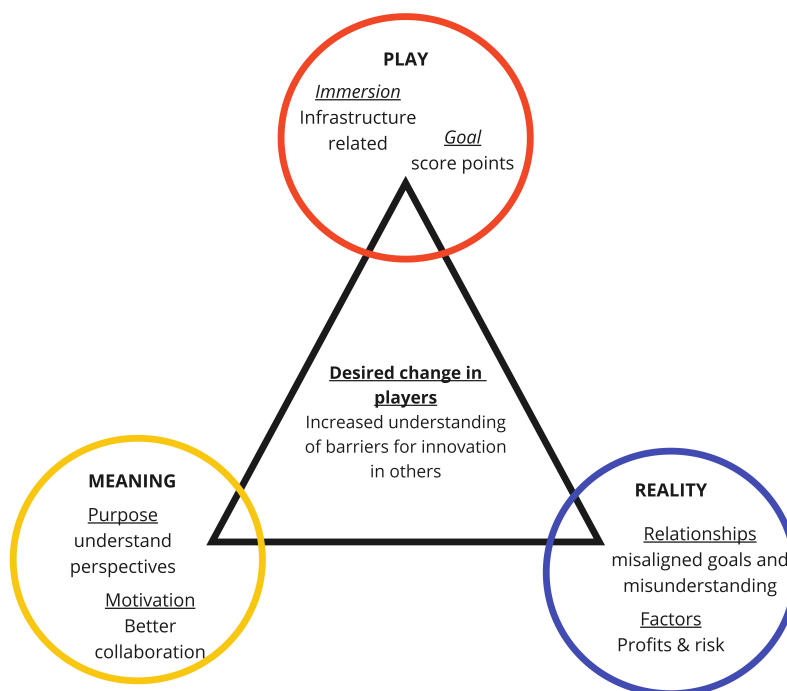 PLAY
Immersion
Infrastructure
related
Goal
score points
Desired change in
players
Increased understanding
of barriers for innovation
in others
MEANING
Purpose
understand
perspectives
Motivation
Better
collaboration
REALITY
Relationships
misaligned goals and
misunderstanding
Factors
Profits & risk